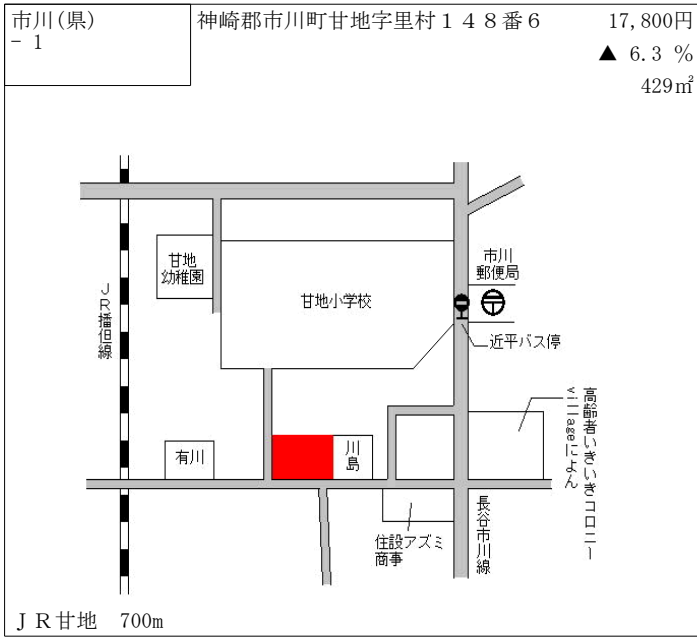 市川(県)
- 1
神崎郡市川町甘地字里村１４８番６
17,800円
▲ 6.3 %
429㎡
甘地
幼稚園
ＪＲ播但線
甘地小学校
市川
郵便局
近平バス停
高齢者いきいきコロニー
villageによん
有川
川島
住設アズミ
商事
長谷市川線
ＪＲ甘地 700m